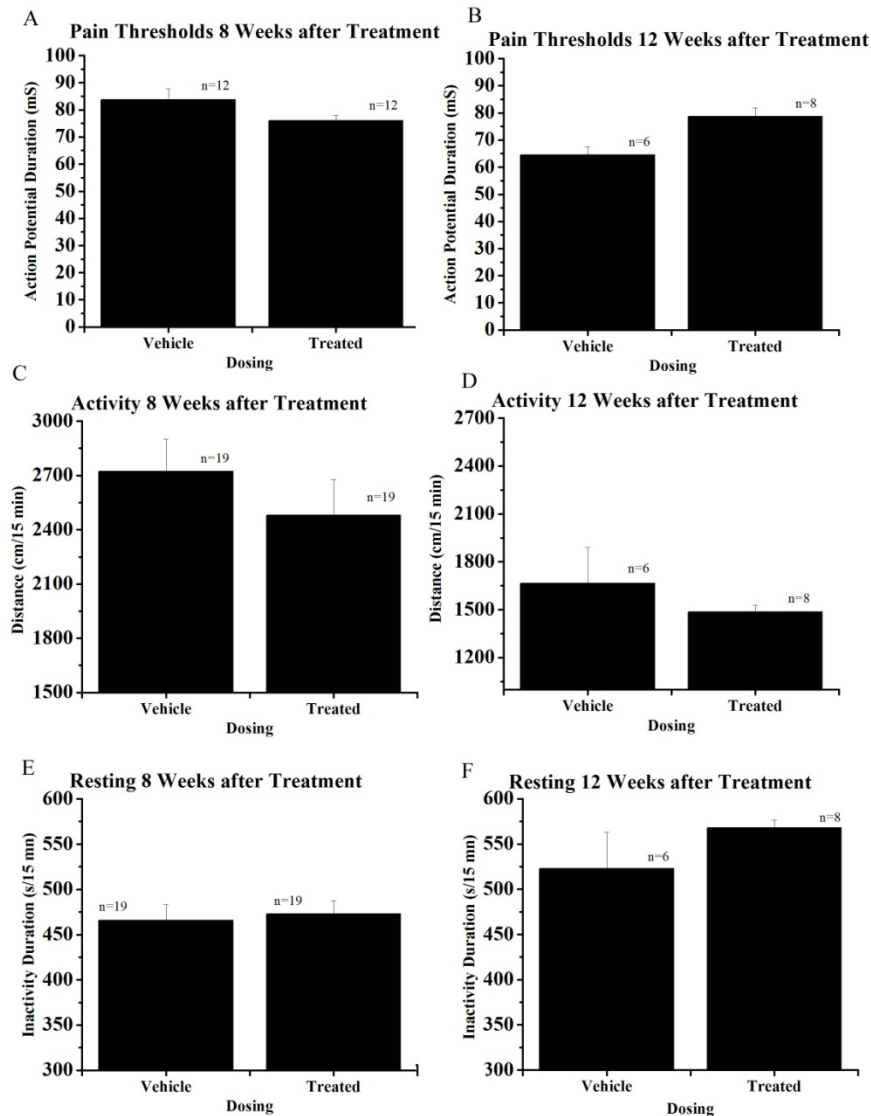 A
Pain Thresholds 8 Weeks after Treatment
Action Potential Duration (mS)
100
90
80
70
60
50
40
30
20
10
0
n=12
n=12
Vehicle
Treated
Dosing
B
Pain Thresholds 12 Weeks after Treatment
Action Potential Duration (mS)
100
90
80
70
60
50
40
30
20
10
0
n=6
n=8
Vehicle
Treated
Dosing
C
Activity 8 Weeks after Treatment
Distance (cm/15 min)
3000
2700
2400
2100
1800
1500
n=19
n=19
Vehicle
Treated
Dosing
D
Activity 12 Weeks after Treatment
Distance (cm/15 min)
2700
2400
2100
1800
1500
1200
n=6
n=8
Vehicle
Treated
Dosing
E
Resting 8 Weeks after Treatment
Inactivity Duration (s/15 mn)
600
550
500
450
400
350
300
n=19
n=19
Vehicle
Treated
Dosing
F
Resting 12 Weeks after Treatment
Inactivity Duration (s/15 mn)
600
550
500
450
400
350
300
n=6
n=8
Vehicle
Treated
Dosing